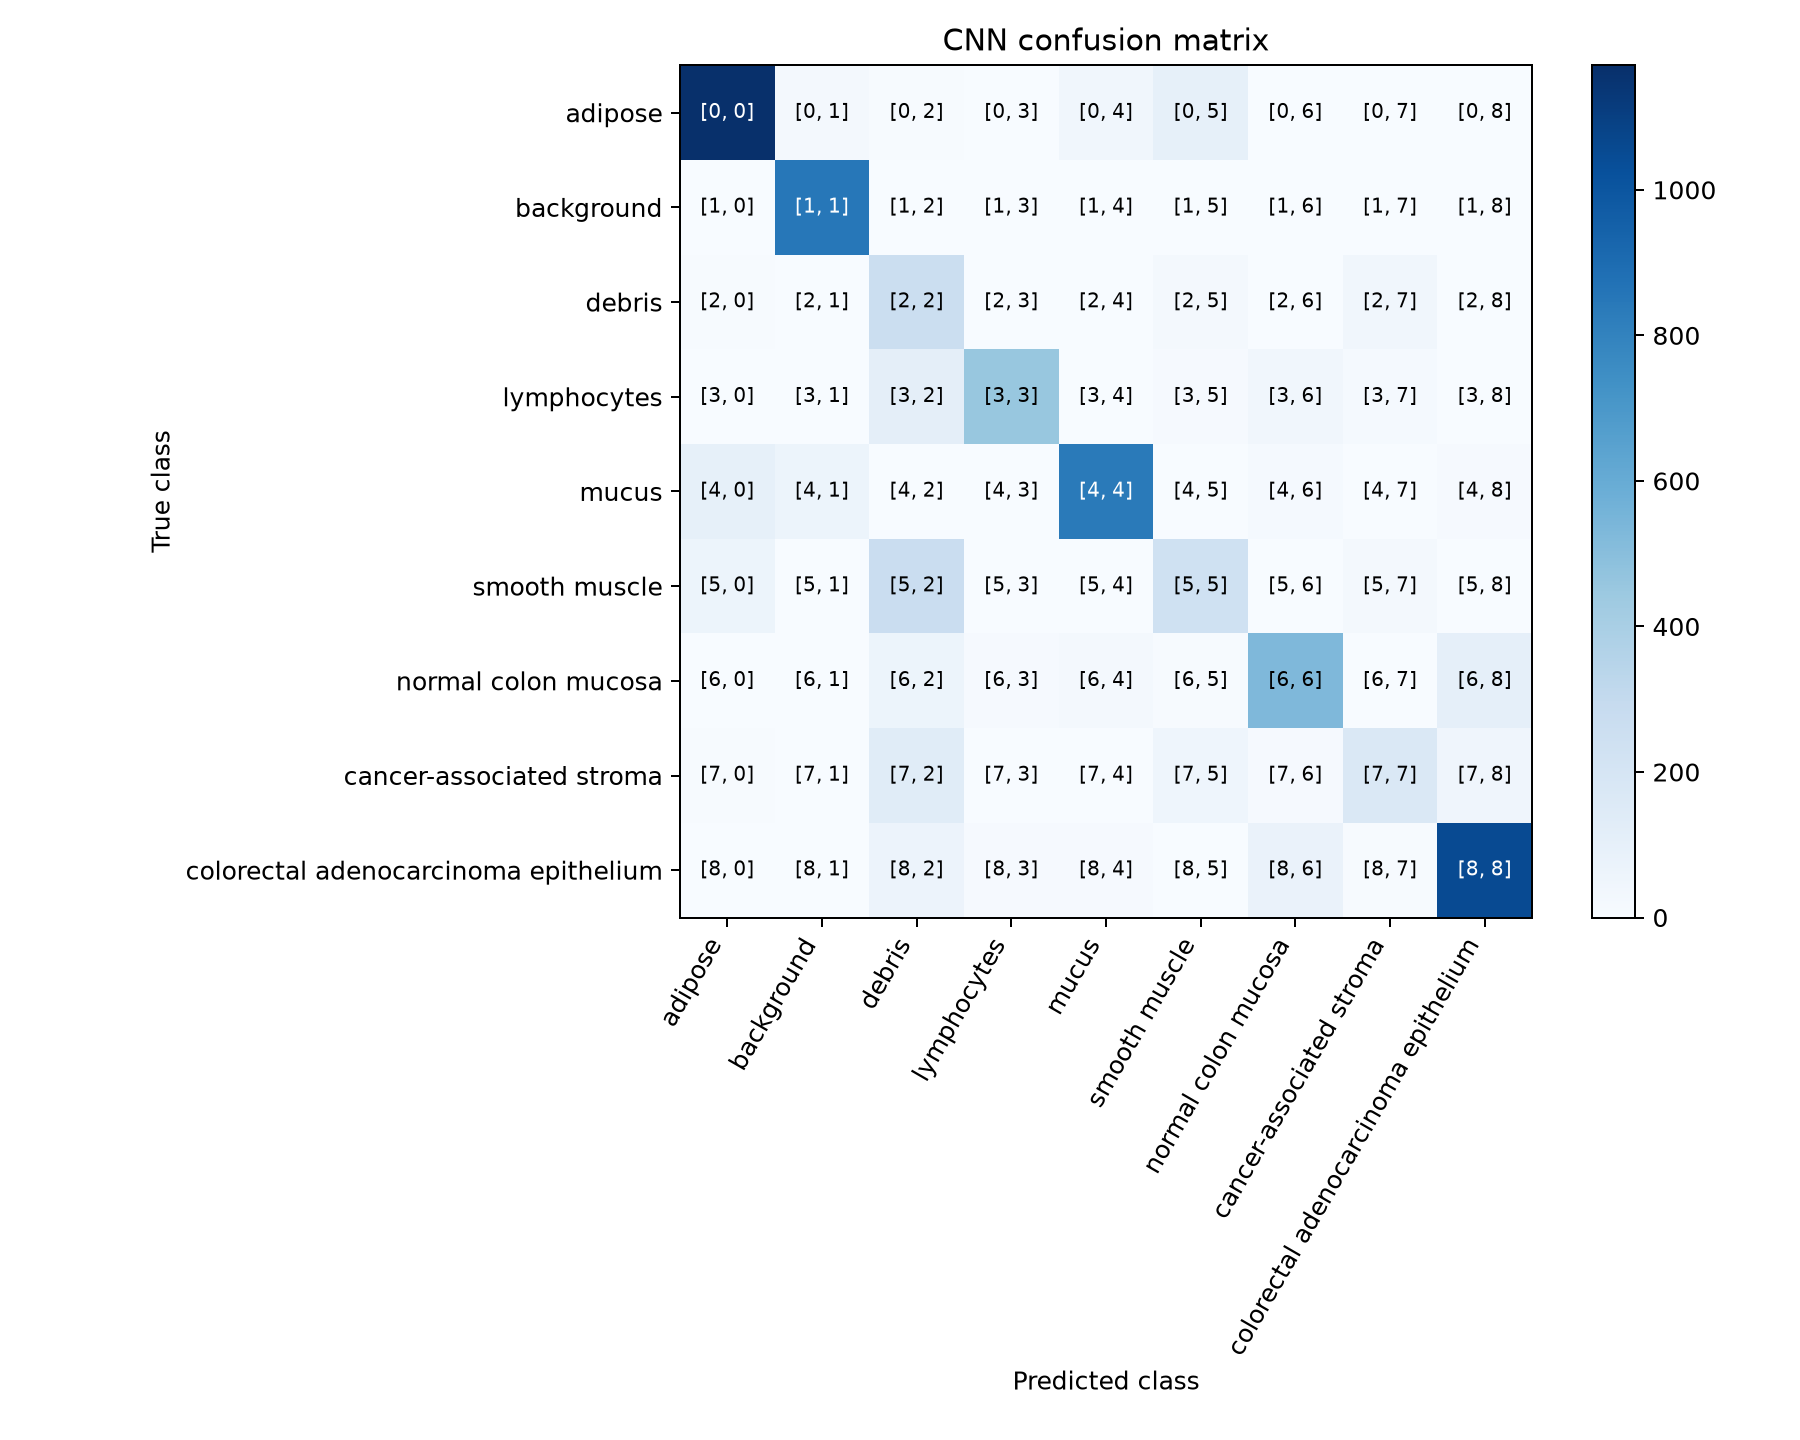 CNN confusion matrix
adipose [0, 0] [0, 1] [0, 2] [0, 3] [0, 4] [0, 5] [0, 6] [0, 7] [0, 8]
background [1, 0] [1, 1] [1, 2] [1, 3] [1, 4] [1, 5] [1, 6] [1, 7] [1, 8]
debris [2, 0] [2, 1] [2, 2] [2, 3] [2, 4] [2, 5] [2, 6] [2, 7] [2, 8]
lymphocytes [3, 0] [3, 1] [3, 2] [3, 3] [3, 4] [3, 5] [3, 6] [3, 7] [3, 8]
mucus [4, 0] [4, 1] [4, 2] [4, 3] [4, 4] [4, 5] [4, 6] [4, 7] [4, 8]
smooth muscle [5, 0] [5, 1] [5, 2] [5, 3] [5, 4] [5, 5] [5, 6] [5, 7] [5, 8]
normal colon mucosa [6, 0] [6, 1] [6, 2] [6, 3] [6, 4] [6, 5] [6, 6] [6, 7] [6, 8]
cancer-associated stroma [7, 0] [7, 1] [7, 2] [7, 3] [7, 4] [7, 5] [7, 6] [7, 7] [7, 8]
colorectal adenocarcinoma epithelium [8, 0] [8, 1] [8, 2] [8, 3] [8, 4] [8, 5] [8, 6] [8, 7] [8, 8]
True class
adipose
background
debris
lymphocytes
mucus
smooth muscle
normal colon mucosa
cancer-associated stroma
colorectal adenocarcinoma epithelium
Predicted class
1000
800
600
400
200
0